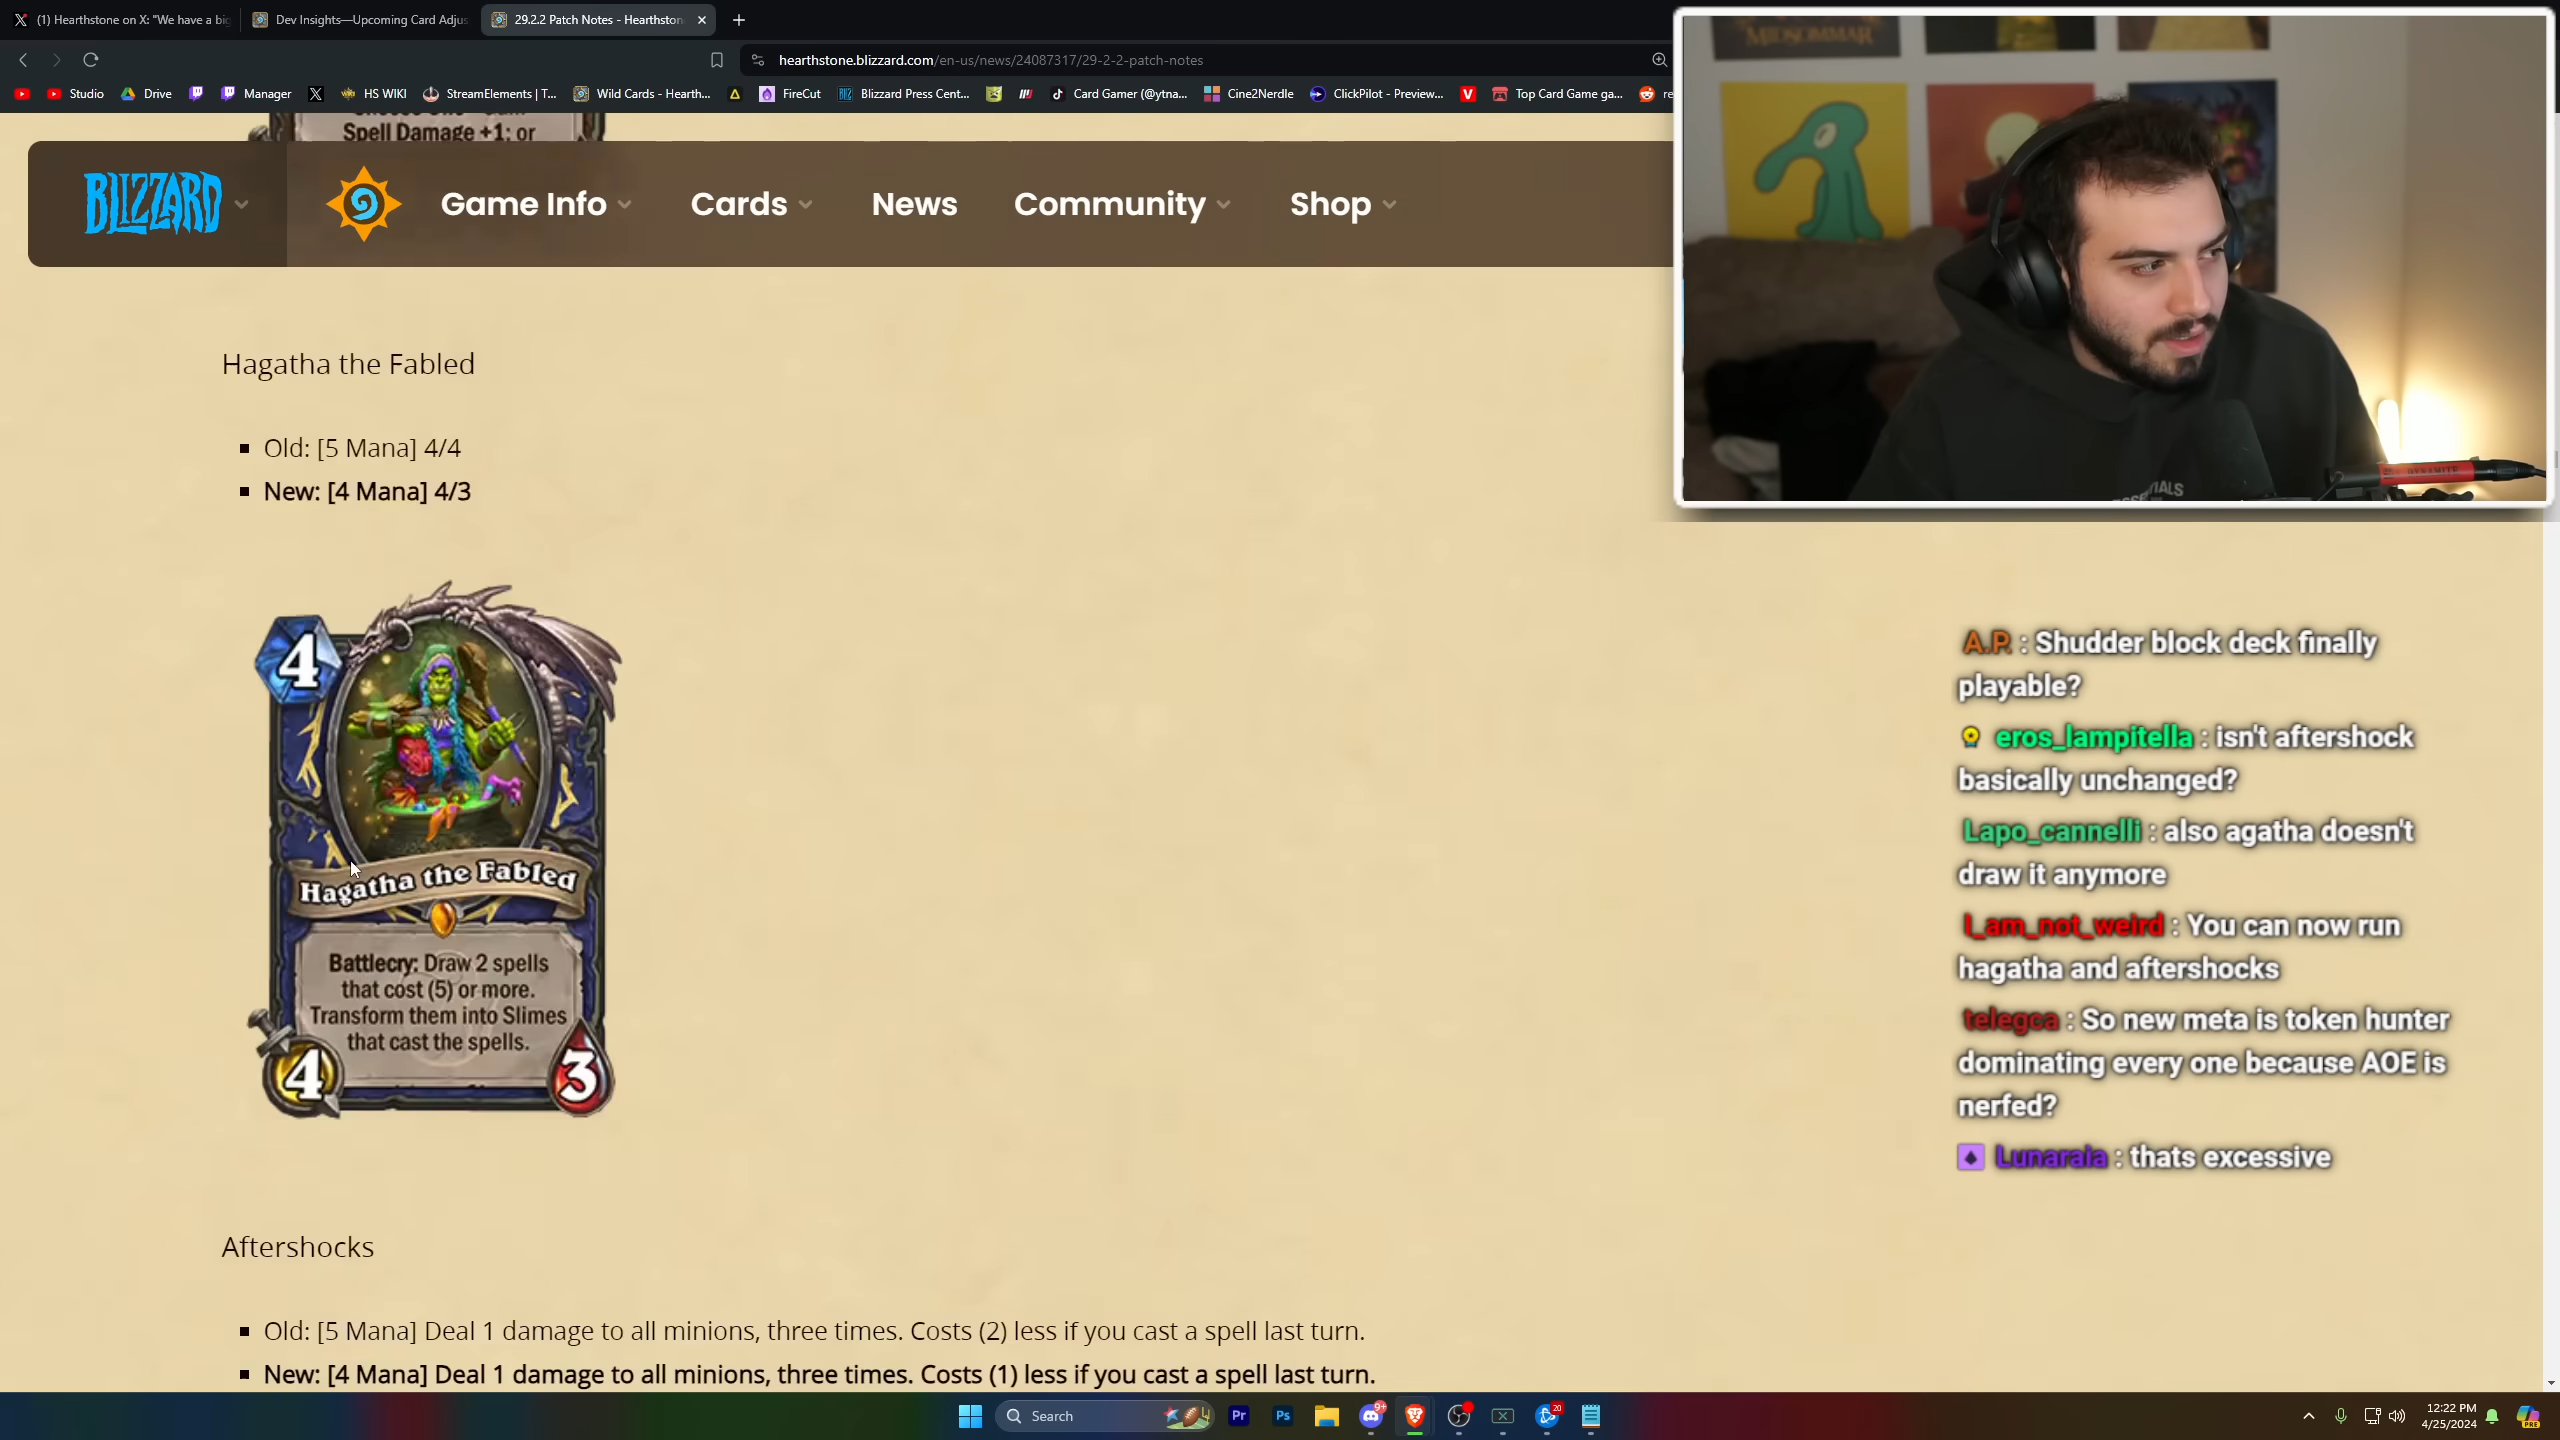 (1) Hearthstone on X: "We have a big
Dev Insights—Upcoming Card Adjus
29.2.2 Patch Notes - Hearthston
hearthstone.blizzard.com/en-us/news/24087317/29-2-2-patch-notes
Studio
Drive
Manager
HS WIKI
StreamElements | T...
Wild Cards - Hearth...
FireCut
Blizzard Press Cent...
Card Gamer (@ytna...
Cine2Nerdle
ClickPilot - Preview...
Top Card Game ga...
re
MIDSOMMAR
Spell Damage +1; or
BLIZZARD
Game Info
Cards
News
Community
Shop
Hagatha the Fabled
Old: [5 Mana] 4/4
New: [4 Mana] 4/3
4
Hagatha the Fabled
Battlecry: Draw 2 spells
that cost (5) or more.
Transform them into Slimes
that cast the spells.
4
3
A.P. : Shudder block deck finally
playable?
eros_lampitella : isn't aftershock
basically unchanged?
Lapo_cannelli : also agatha doesn't
draw it anymore
I_am_not_weird : You can now run
hagatha and aftershocks
telegca : So new meta is token hunter
dominating every one because AOE is
nerfed?
Lunaraia : thats excessive
Aftershocks
Old: [5 Mana] Deal 1 damage to all minions, three times. Costs (2) less if you cast a spell last turn.
New: [4 Mana] Deal 1 damage to all minions, three times. Costs (1) less if you cast a spell last turn.
Search
Pr
Ps
9+
20
12:22 PM
4/25/2024
PRE